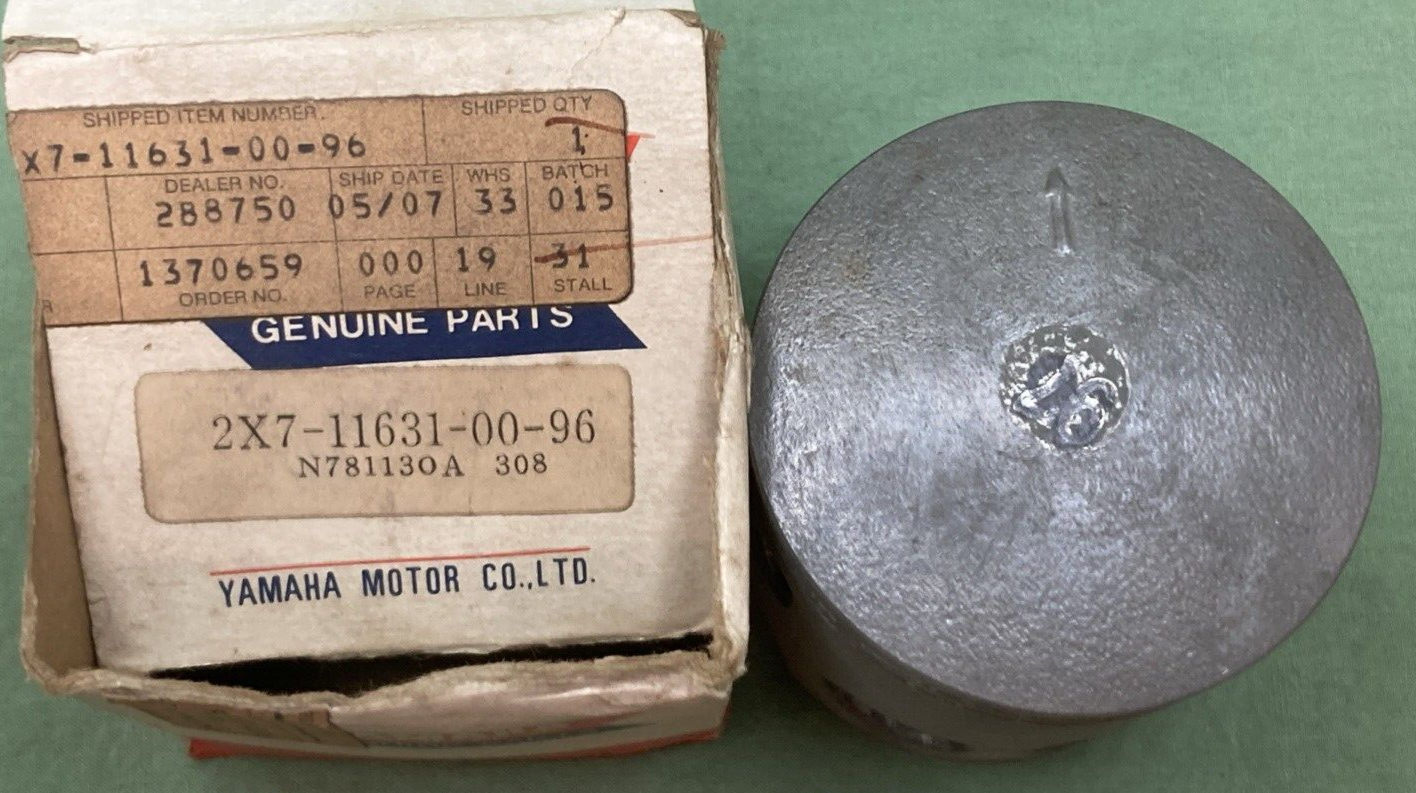 SHIPPED ITEM NUMBER. SHIPPED QTY
X7-11631-00-96 1
DEALER NO. SHIP DATE WHS BATCH
288750 05/07 33 015
1370659 000 19 31
R ORDER NO. PAGE LINE STALL
GENUINE PARTS
2X7-11631-00-96
N781130A 308
YAMAHA MOTOR CO.,LTD.
96